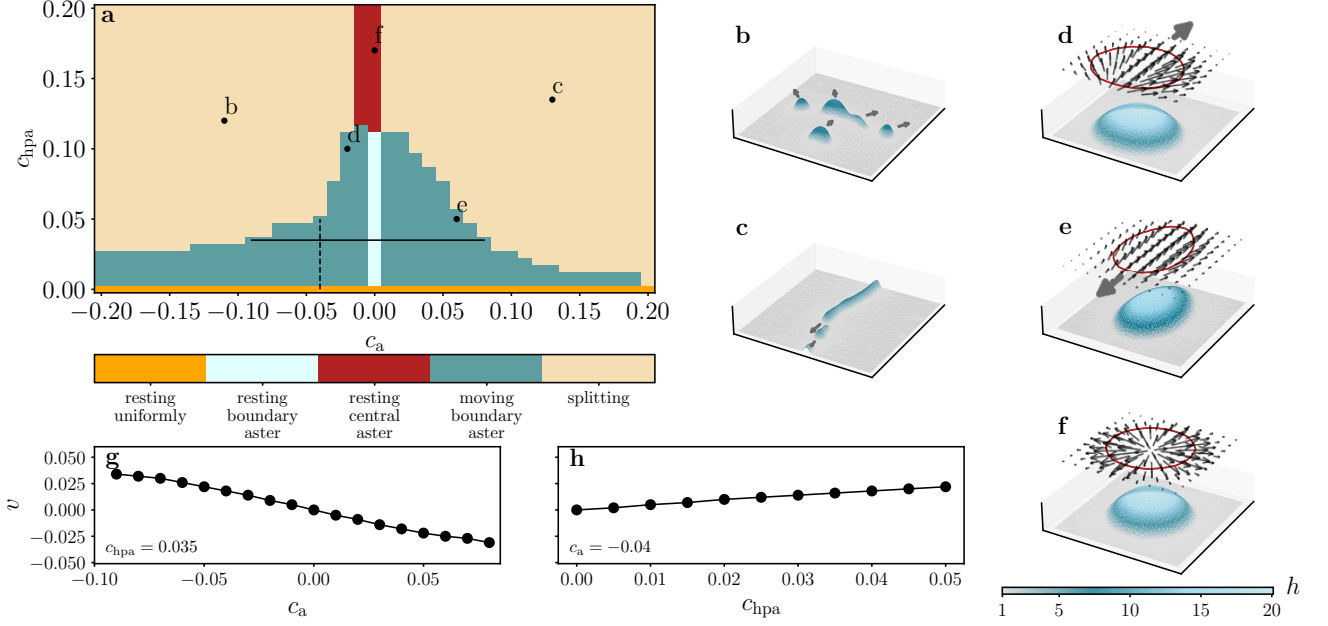 a
0.20
0.15
0.10
0.05
0.00
c_hpa
b
c
d
e
f
−0.20 −0.15 −0.10 −0.05 0.00 0.05 0.10 0.15 0.20
c_a
resting uniformly
resting boundary aster
resting central aster
moving boundary aster
splitting
b
c
d
e
f
g
0.050
0.025
0.000
−0.025
−0.050
v
c_hpa = 0.035
−0.10 −0.05 0.00 0.05
c_a
h
c_a = −0.04
0.00 0.01 0.02 0.03 0.04 0.05
c_hpa
h
1 5 10 15 20